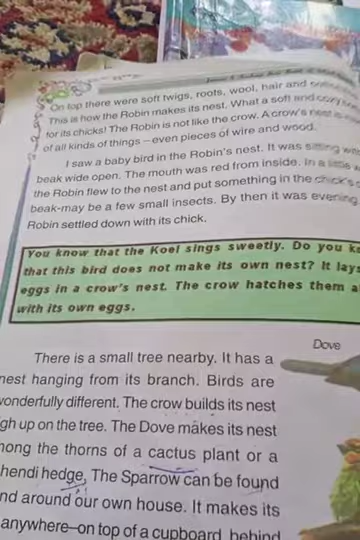 On top there were soft twigs, roots, wool, hair and
This is how the Robin makes its nest. What a soft and cozy
for its chicks! The Robin is not like the crow. A crow's nest is
of all kinds of things – even pieces of wire and wood.
I saw a baby bird in the Robin's nest. It was sitting with
beak wide open. The mouth was red from inside. In a little
the Robin flew to the nest and put something in the chick's
beak-may be a few small insects. By then it was evening
Robin settled down with its chick.
You know that the Koel sings sweetly. Do you
that this bird does not make its own nest? It lays
eggs in a crow's nest. The crow hatches them
with its own eggs.
Dove
There is a small tree nearby. It has a
nest hanging from its branch. Birds are
wonderfully different. The crow builds its nest
gh up on the tree. The Dove makes its nest
mong the thorns of a cactus plant or a
hendi hedge, The Sparrow can be found
nd around our own house. It makes its
anywhere–on top of a cupboard, behind